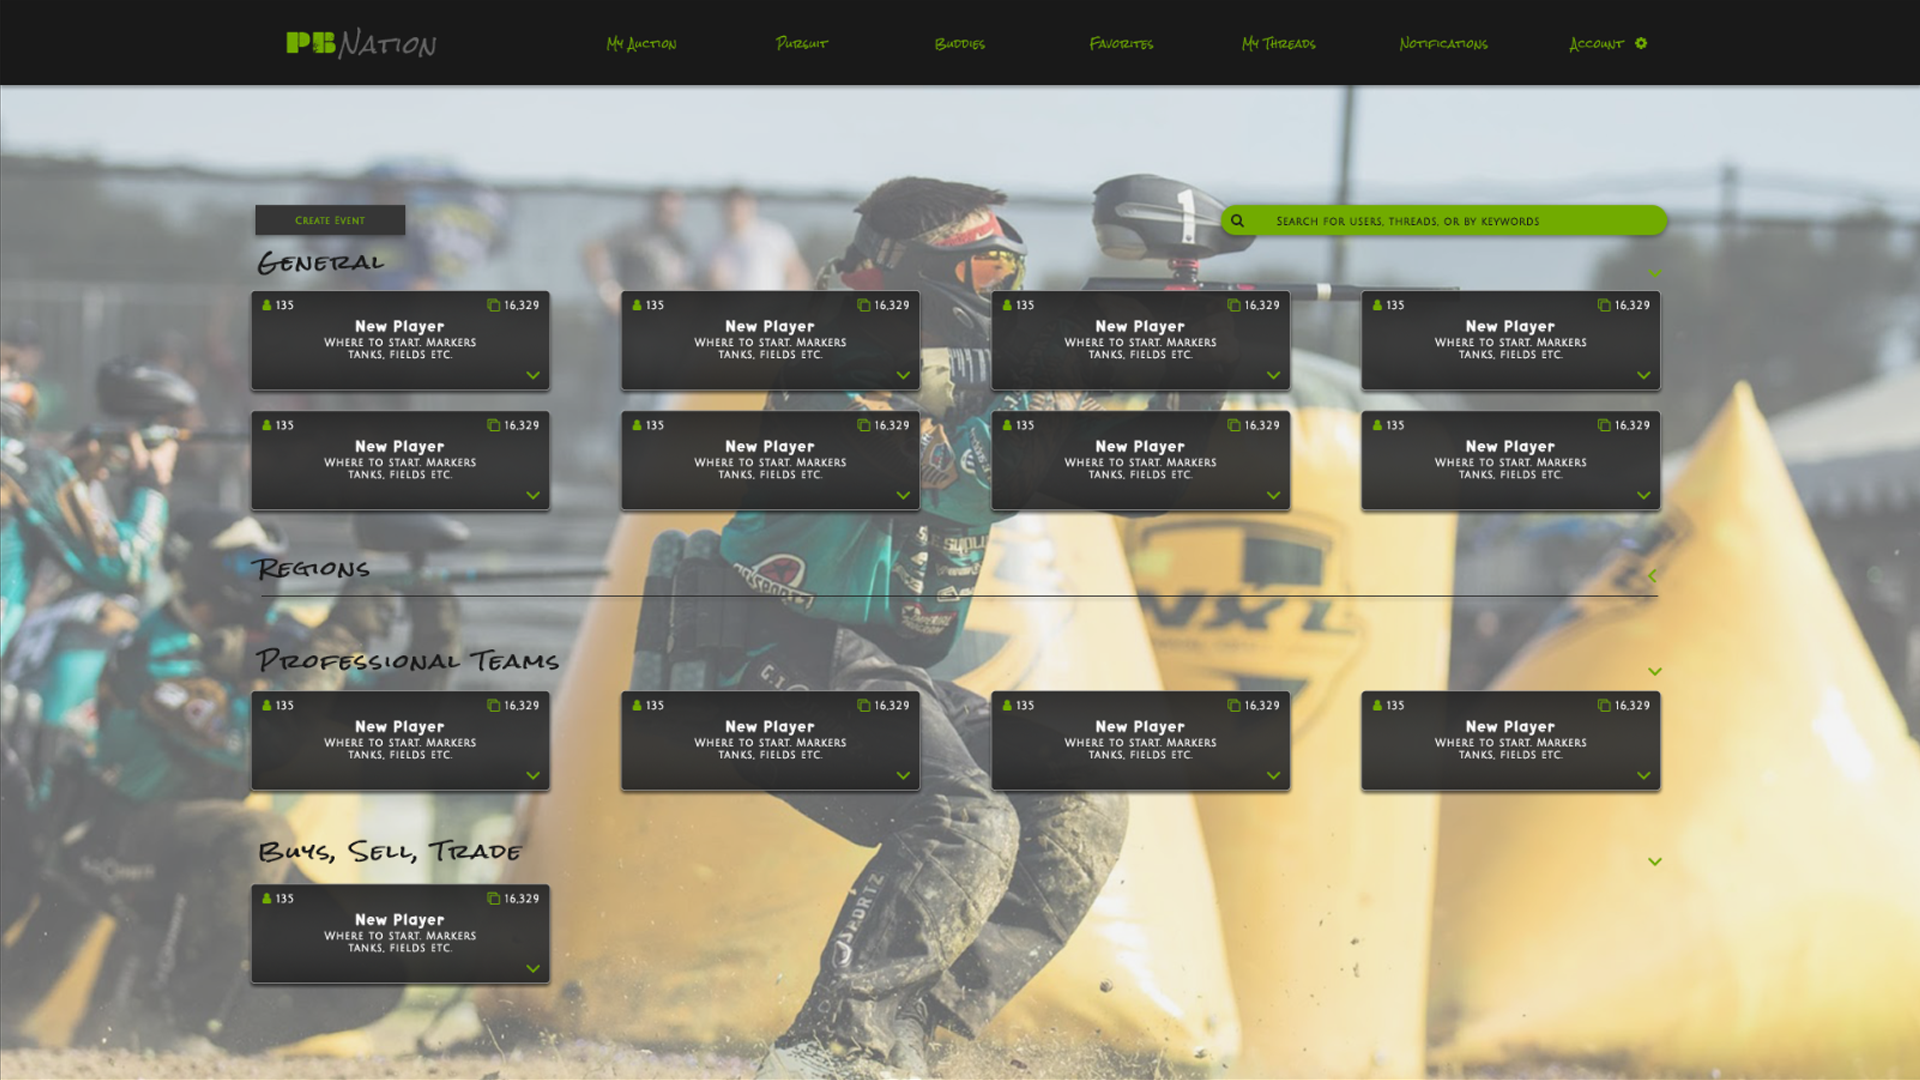 PBNation
My Auction
Pursuit
Buddies
Favorites
My Threads
Notifications
Account
Create Event
Search for users, threads, or by keywords
General
135 16,329
New Player
Where to start. Markers
tanks, fields etc.
135 16,329
New Player
Where to start. Markers
tanks, fields etc.
135 16,329
New Player
Where to start. Markers
tanks, fields etc.
135 16,329
New Player
Where to start. Markers
tanks, fields etc.
135 16,329
New Player
Where to start. Markers
tanks, fields etc.
135 16,329
New Player
Where to start. Markers
tanks, fields etc.
135 16,329
New Player
Where to start. Markers
tanks, fields etc.
135 16,329
New Player
Where to start. Markers
tanks, fields etc.
Regions
Professional Teams
135 16,329
New Player
Where to start. Markers
tanks, fields etc.
135 16,329
New Player
Where to start. Markers
tanks, fields etc.
135 16,329
New Player
Where to start. Markers
tanks, fields etc.
135 16,329
New Player
Where to start. Markers
tanks, fields etc.
Buys, Sell, Trade
135 16,329
New Player
Where to start. Markers
tanks, fields etc.
1
NXL